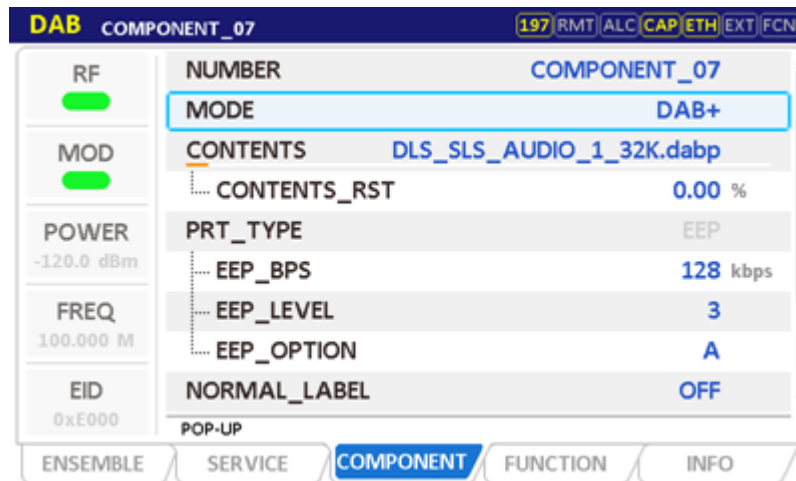 DAB COMPONENT_07 197 RMT ALC CAP ETH EXT FCN
RF
MOD
POWER
-120.0 dBm
FREQ
100.000 M
EID
0xE000
NUMBER COMPONENT_07
MODE DAB+
CONTENTS DLS_SLS_AUDIO_1_32K.dabp
CONTENTS_RST 0.00 %
PRT_TYPE EEP
EEP_BPS 128 kbps
EEP_LEVEL 3
EEP_OPTION A
NORMAL_LABEL OFF
POP-UP
ENSEMBLE SERVICE COMPONENT FUNCTION INFO